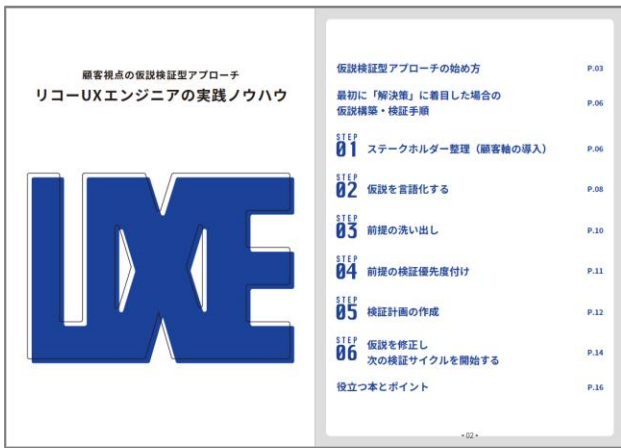 顧客視点の仮説検証型アプローチ
リコーUXエンジニアの実践ノウハウ
UXE
仮説検証型アプローチの始め方 P.03
最初に「解決策」に着目した場合の
仮説構築・検証手順 P.06
STEP
01 ステークホルダー整理（顧客軸の導入） P.06
STEP
02 仮説を言語化する P.08
STEP
03 前提の洗い出し P.10
STEP
04 前提の検証優先度付け P.11
STEP
05 検証計画の作成 P.12
STEP
06 仮説を修正し
次の検証サイクルを開始する P.14
役立つ本とポイント P.16
•02•